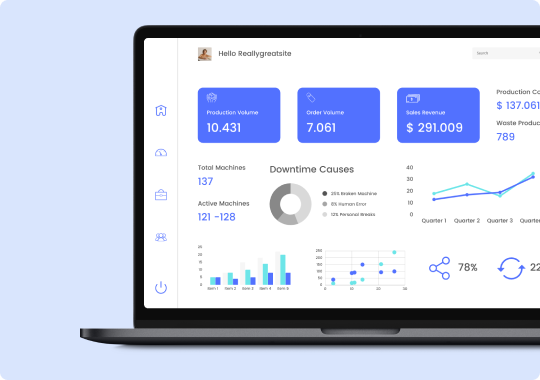 Hello Reallygreatsite
Search
Production Volume
10.431
Order Volume
7.061
Sales Revenue
$ 291.009
Production Co
$ 137.061
Waste Produc
789
Total Machines
137
Active Machines
121 -128
Downtime Causes
25% Broken Machine
8% Human Error
12% Personal Breaks
40
30
20
10
0
Quarter 1 Quarter 2 Quarter 3 Quarter
25
20
15
10
5
0
Item 1 Item 2 Item 3 Item 4 Item 5
250
200
150
100
50
0
0 10 20 30
78%
22